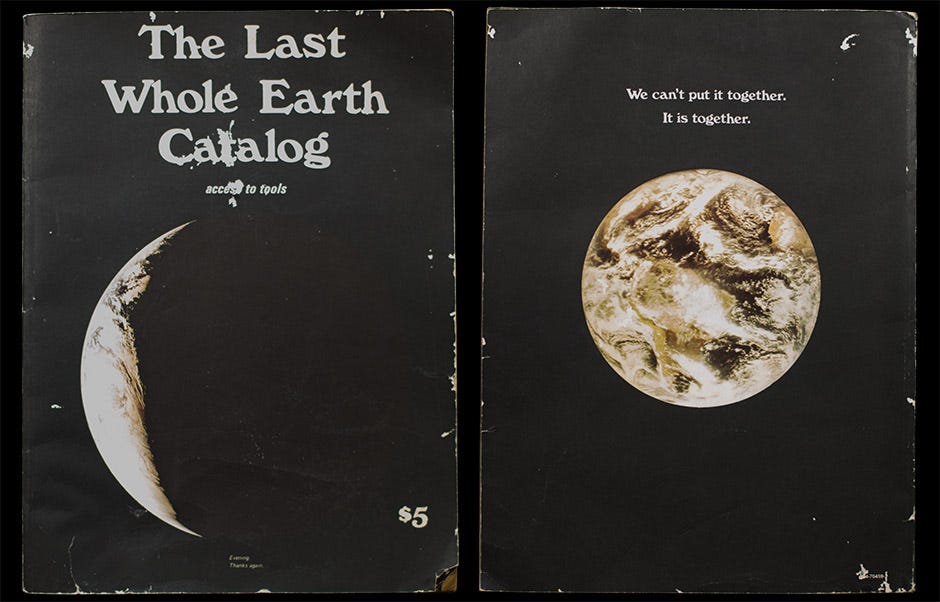 The Last
Whole Earth
Catalog
access to tools
$5
Evening.
Thanks again.
We can't put it together.
It is together.